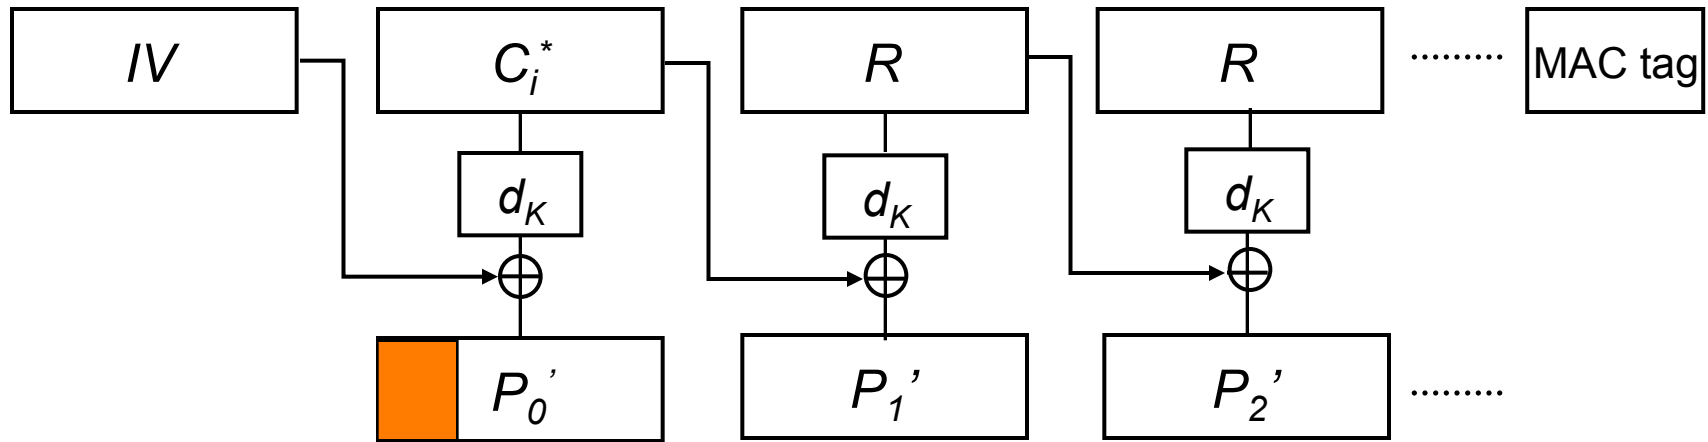 IV C_i^* R R ········· MAC tag
d_K d_K d_K
P_0' P_1' P_2' ·········